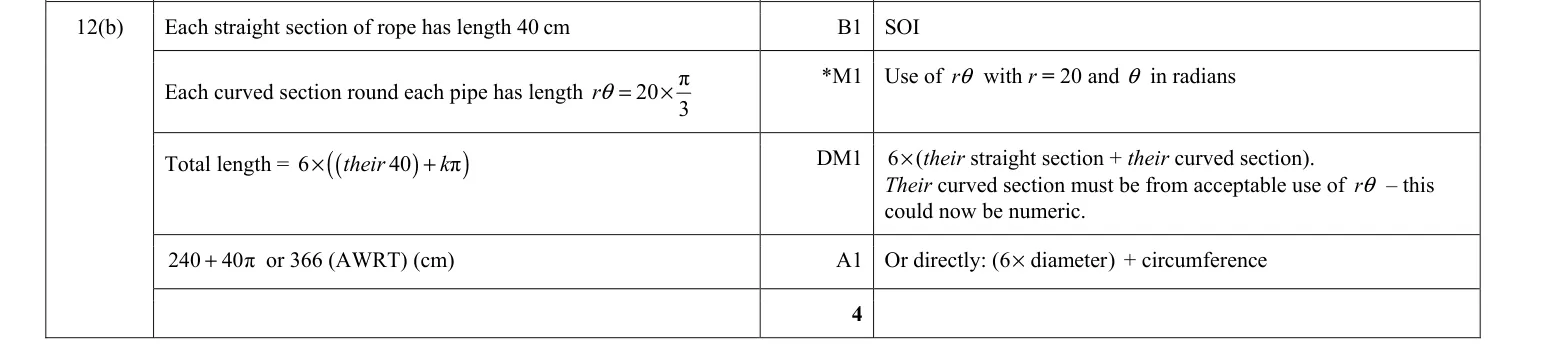 12(b) Each straight section of rope has length 40 cm B1 SOI
Each curved section round each pipe has length rθ = 20 × π/3 *M1 Use of rθ with r = 20 and θ in radians
Total length = 6×((their 40) + kπ) DM1 6×(their straight section + their curved section).
Their curved section must be from acceptable use of rθ – this
could now be numeric.
240 + 40π or 366 (AWRT) (cm) A1 Or directly: (6× diameter) + circumference
4